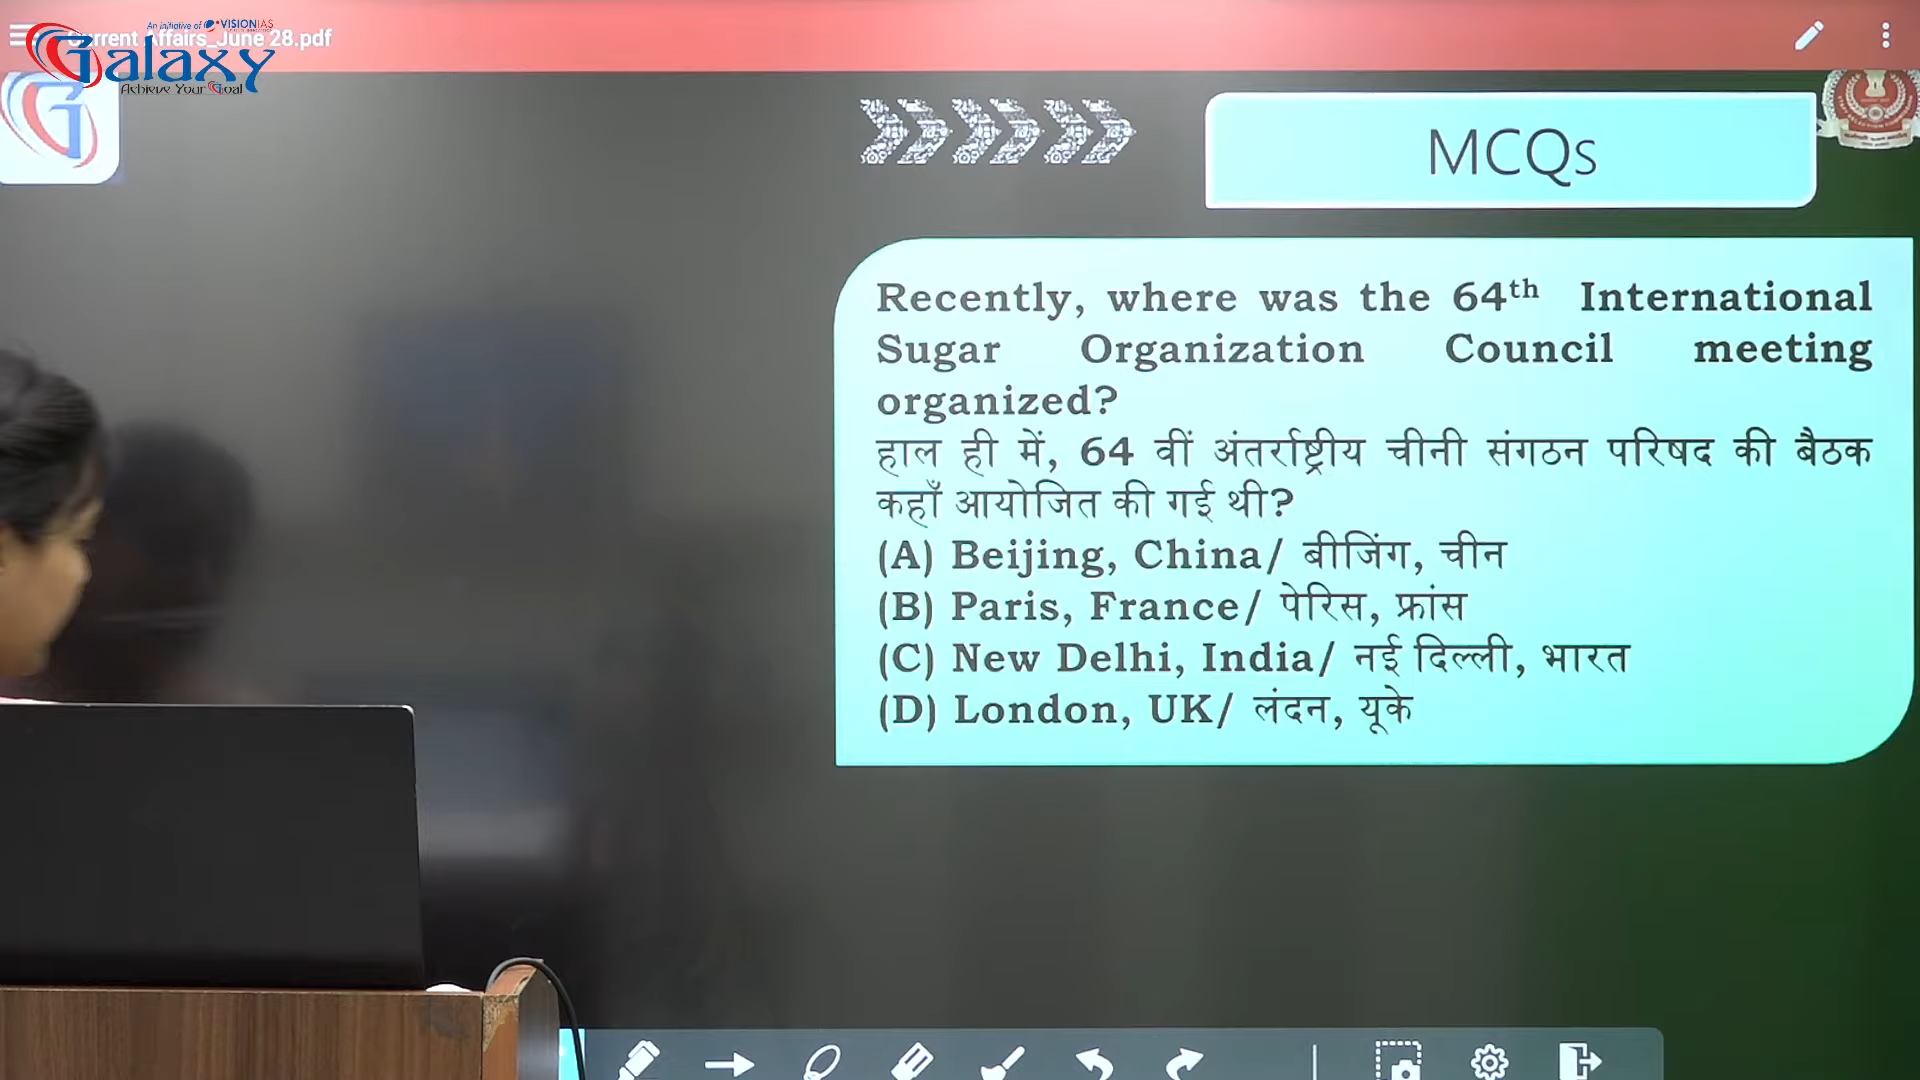 An initiative of VISIONIAS
Current Affairs_June 28.pdf
Galaxy
Achieve Your Goal
MCQs
Recently, where was the 64th International
Sugar Organization Council meeting
organized?
हाल ही में, 64 वीं अंतर्राष्ट्रीय चीनी संगठन परिषद की बैठक
कहाँ आयोजित की गई थी?
(A) Beijing, China/ बीजिंग, चीन
(B) Paris, France/ पेरिस, फ्रांस
(C) New Delhi, India/ नई दिल्ली, भारत
(D) London, UK/ लंदन, यूके